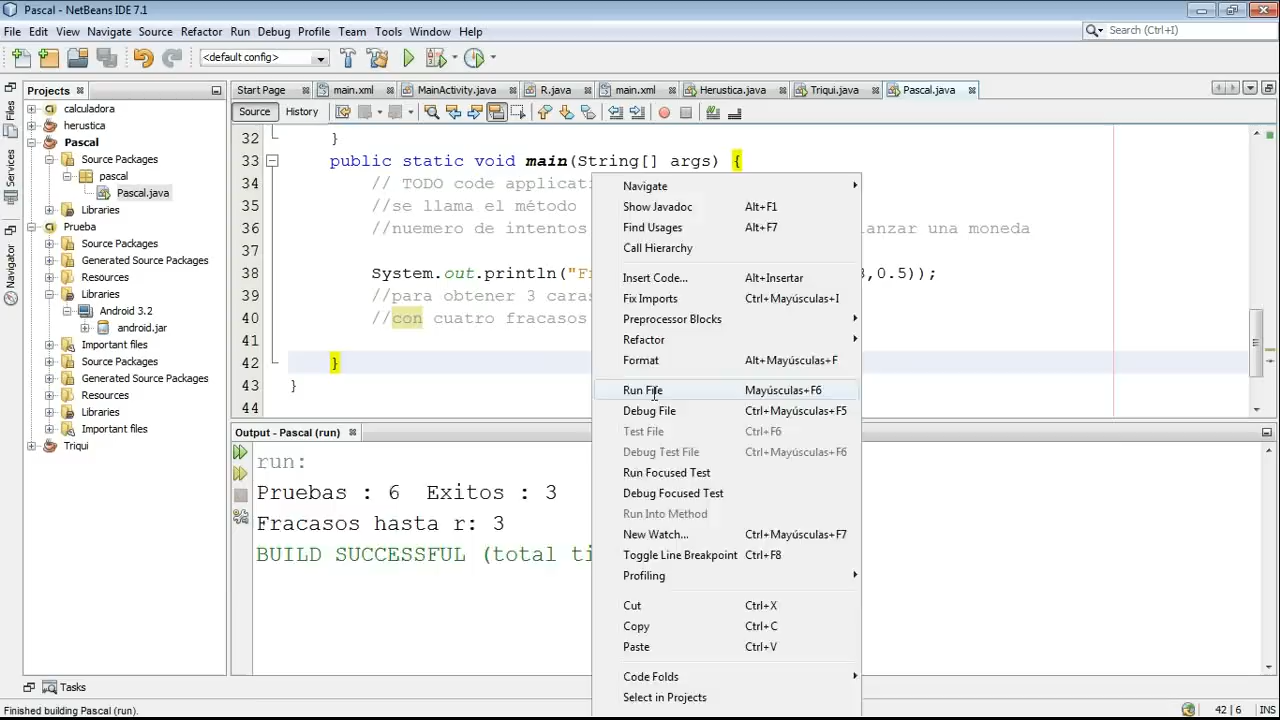 Pascal - NetBeans IDE 7.1
File Edit View Navigate Source Refactor Run Debug Profile Team Tools Window Help
Search (Ctrl+I)
<default config>
Projects
Files
Services
Navigator
calculadora
herustica
Pascal
Source Packages
pascal
Pascal.java
Libraries
Prueba
Source Packages
Generated Source Packages
Resources
Libraries
Android 3.2
android.jar
Important files
Source Packages
Generated Source Packages
Resources
Libraries
Important files
Triqui
Start Page main.xml MainActivity.java R.java main.xml Herustica.java Triqui.java Pascal.java
Source History
32 }
33 public static void main(String[] args) {
34 // TODO code applicati
35 //se llama el método
36 //nuemero de intentos lanzar una moneda
37
38 System.out.println("F ,0.5));
39 //para obtener 3 caras
40 //con cuatro fracasos
41
42 }
43 }
44
Navigate
Show Javadoc Alt+F1
Find Usages Alt+F7
Call Hierarchy
Insert Code... Alt+Insertar
Fix Imports Ctrl+Mayúsculas+I
Preprocessor Blocks
Refactor
Format Alt+Mayúsculas+F
Run File Mayúsculas+F6
Debug File Ctrl+Mayúsculas+F5
Test File Ctrl+F6
Debug Test File Ctrl+Mayúsculas+F6
Run Focused Test
Debug Focused Test
Run Into Method
New Watch... Ctrl+Mayúsculas+F7
Toggle Line Breakpoint Ctrl+F8
Profiling
Cut Ctrl+X
Copy Ctrl+C
Paste Ctrl+V
Code Folds
Select in Projects
Output - Pascal (run)
run:
Pruebas : 6 Exitos : 3
Fracasos hasta r: 3
BUILD SUCCESSFUL (total ti
Tasks
Finished building Pascal (run).
42 | 6 INS